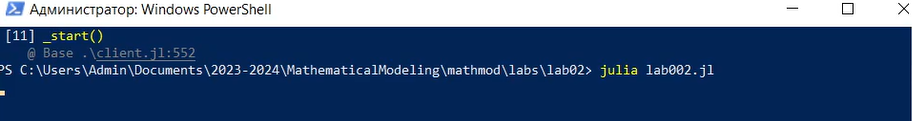 Администратор: Windows PowerShell
[11] _start()
@ Base .\client.jl:552
PS C:\Users\Admin\Documents\2023-2024\MathematicalModeling\mathmod\labs\lab02> julia lab002.jl